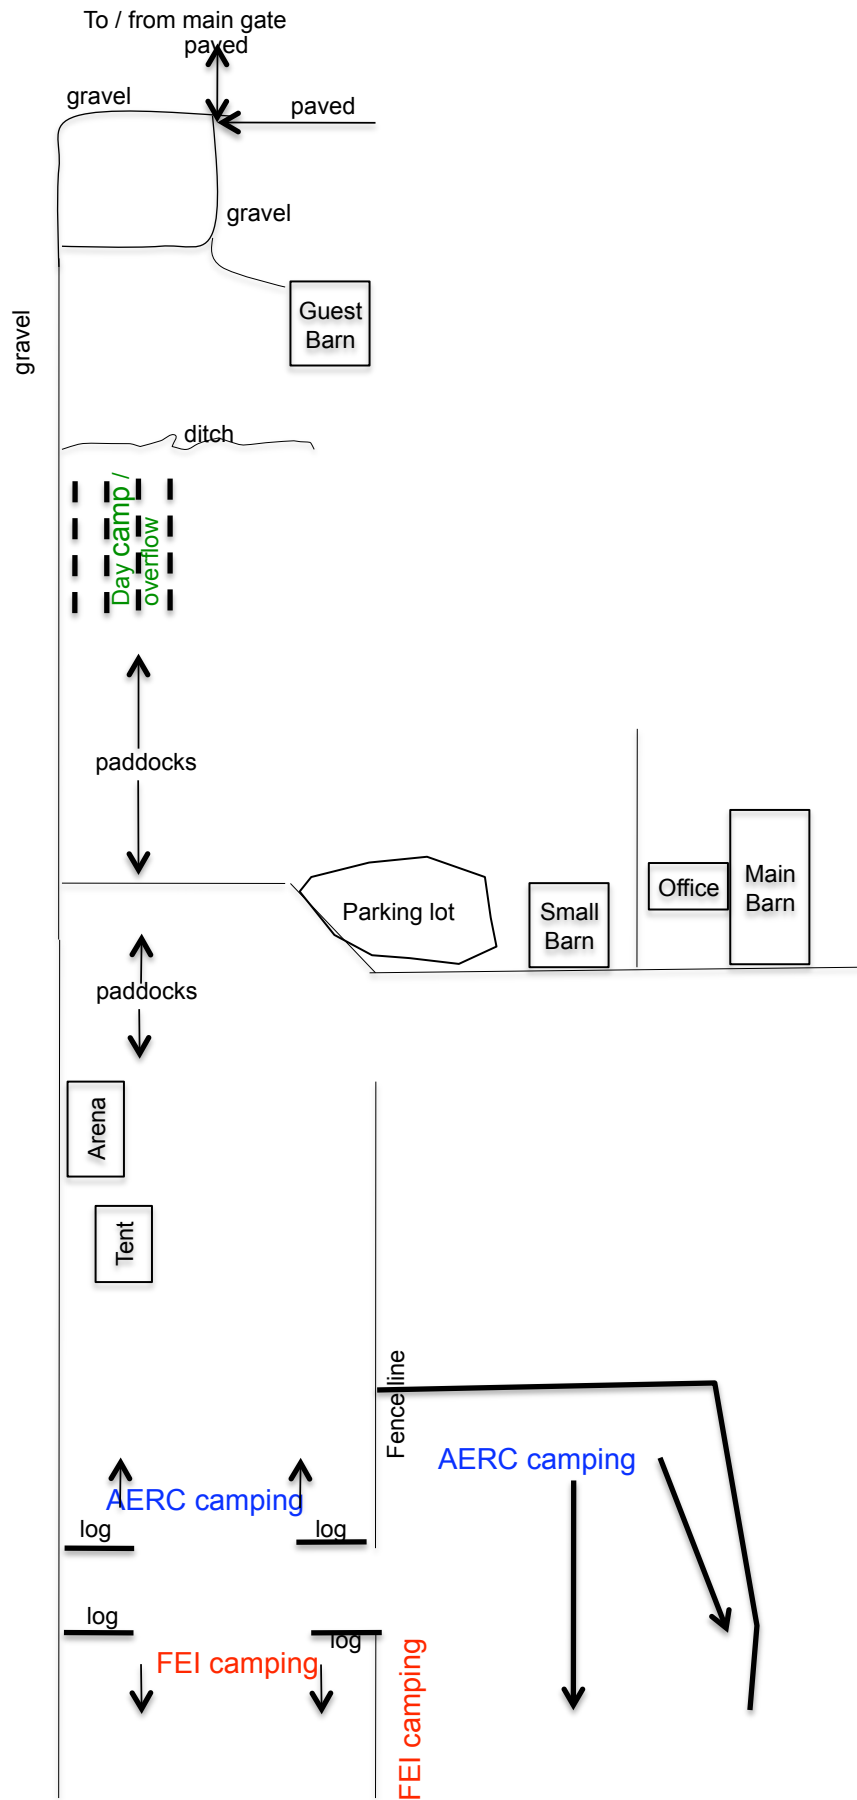 To / from main gate
paved
gravel
paved
gravel
Guest
Barn
gravel
ditch
Day camp /
overflow
paddocks
Parking lot
Small
Barn
Office
Main
Barn
paddocks
Arena
Tent
Fence line
AERC camping
AERC camping
log
log
log
log
FEI camping
FEI camping